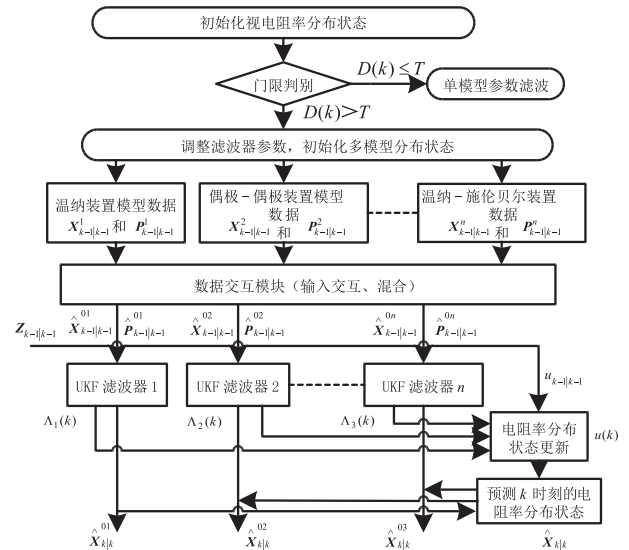 初始化视电阻率分布状态
门限判别
D(k)≤T
单模型参数滤波
D(k)>T
调整滤波器参数，初始化多模型分布状态
温纳装置模型数据
X¹ₖ₋₁|ₖ₋₁ 和 P¹ₖ₋₁|ₖ₋₁
偶极-偶极装置模型
数据
X²ₖ₋₁|ₖ₋₁ 和 P²ₖ₋₁|ₖ₋₁
温纳-施伦贝尔装置
数据
Xⁿₖ₋₁|ₖ₋₁ 和 Pⁿₖ₋₁|ₖ₋₁
数据交互模块（输入交互、混合）
Zₖ₋₁|ₖ₋₁
X̂⁰¹ₖ₋₁|ₖ₋₁ P̂⁰¹ₖ₋₁|ₖ₋₁
X̂⁰²ₖ₋₁|ₖ₋₁ P̂⁰²ₖ₋₁|ₖ₋₁
X̂⁰ⁿₖ₋₁|ₖ₋₁ P̂⁰ⁿₖ₋₁|ₖ₋₁
UKF 滤波器 1
UKF 滤波器 2
UKF 滤波器 n
uₖ₋₁|ₖ₋₁
Λ₁(k)
Λ₂(k)
Λ₃(k)
电阻率分布
状态更新
u(k)
预测 k 时刻的电
阻率分布状态
X̂⁰¹ₖ|ₖ
X̂⁰²ₖ|ₖ
X̂⁰³ₖ|ₖ
X̂ₖ|ₖ